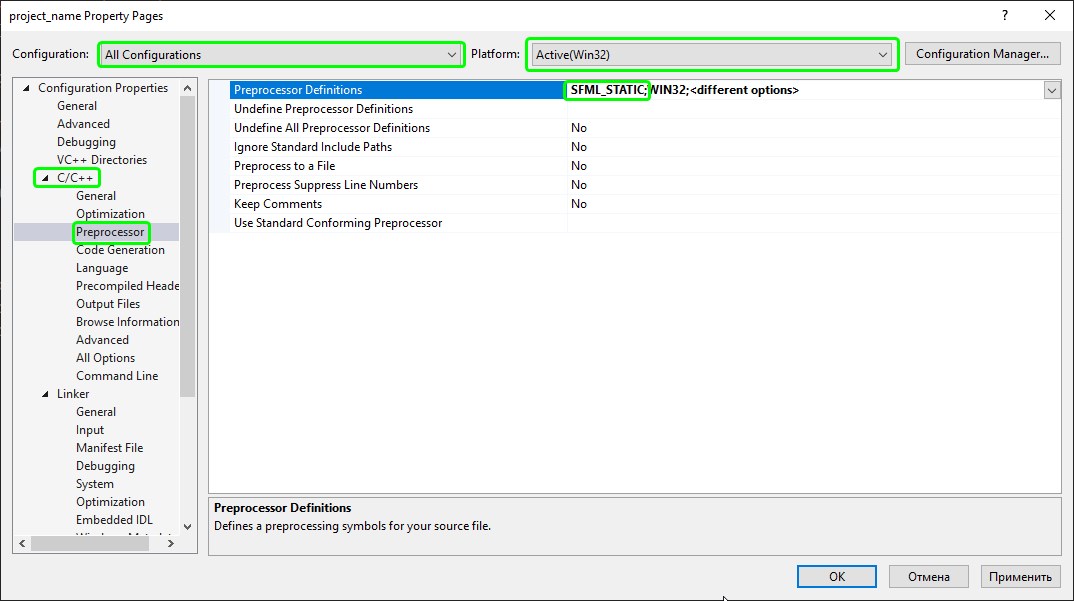 project_name Property Pages
?
Configuration: All Configurations Platform: Active(Win32) Configuration Manager...
Configuration Properties
General
Advanced
Debugging
VC++ Directories
C/C++
General
Optimization
Preprocessor
Code Generation
Language
Precompiled Heade
Output Files
Browse Information
Advanced
All Options
Command Line
Linker
General
Input
Manifest File
Debugging
System
Optimization
Embedded IDL
Preprocessor Definitions SFML_STATIC;WIN32;<different options>
Undefine Preprocessor Definitions
Undefine All Preprocessor Definitions No
Ignore Standard Include Paths No
Preprocess to a File No
Preprocess Suppress Line Numbers No
Keep Comments No
Use Standard Conforming Preprocessor
Preprocessor Definitions
Defines a preprocessing symbols for your source file.
OK Отмена Применить